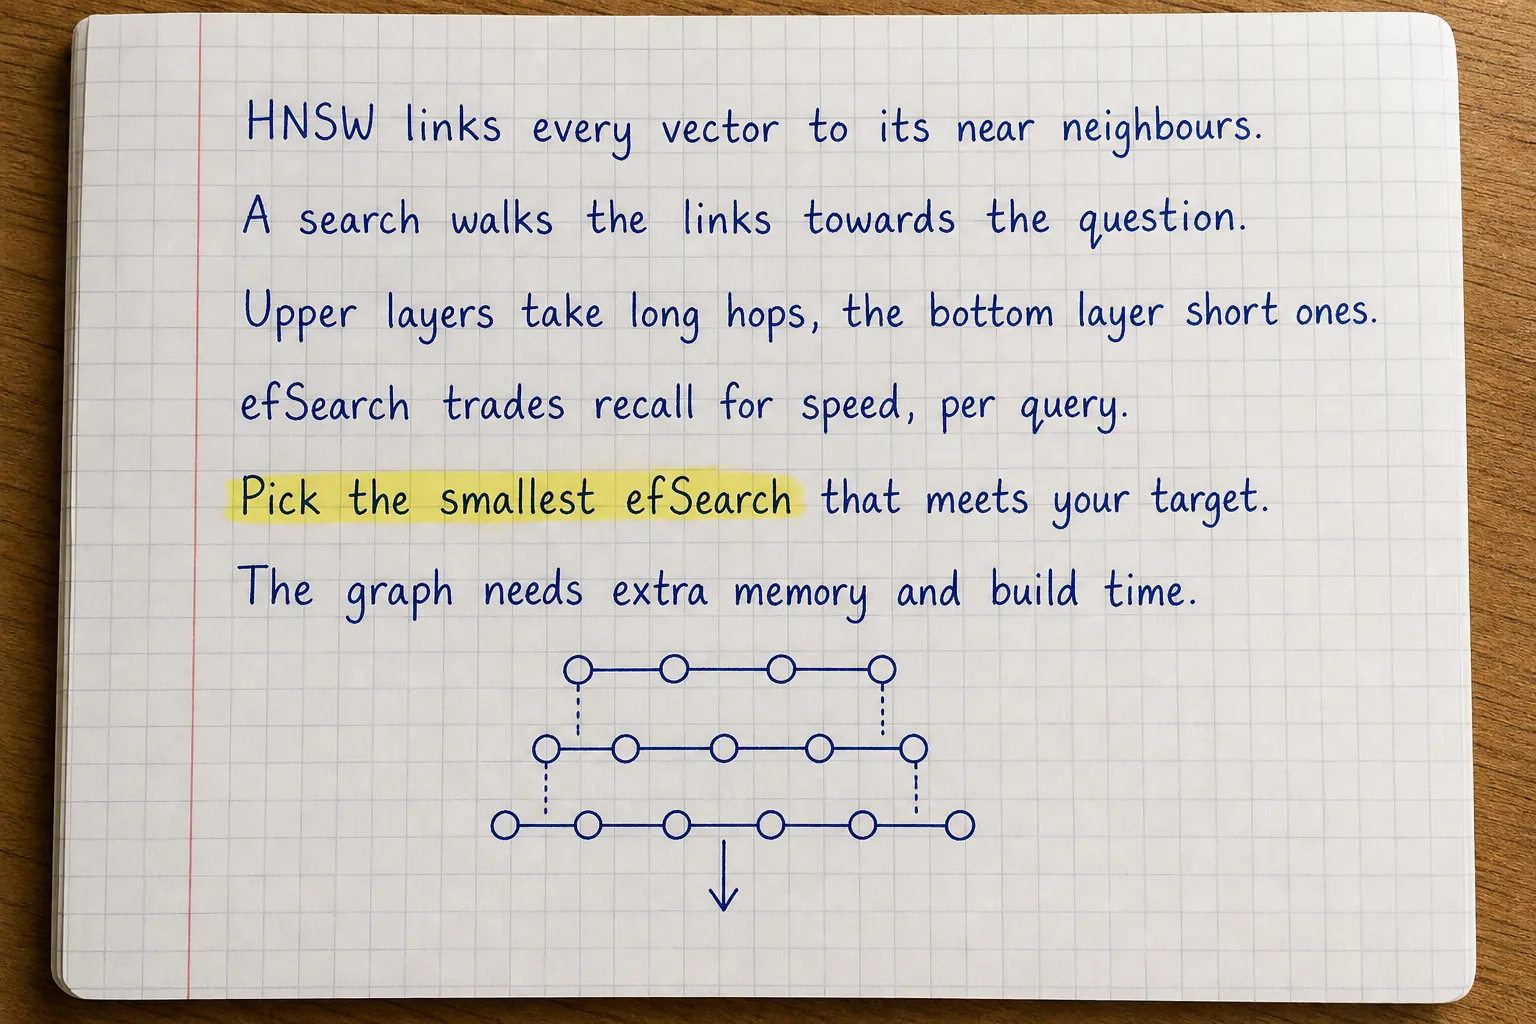 HNSW links every vector to its near neighbours.
A search walks the links towards the question.
Upper layers take long hops, the bottom layer short ones.
efSearch trades recall for speed, per query.
Pick the smallest efSearch that meets your target.
The graph needs extra memory and build time.